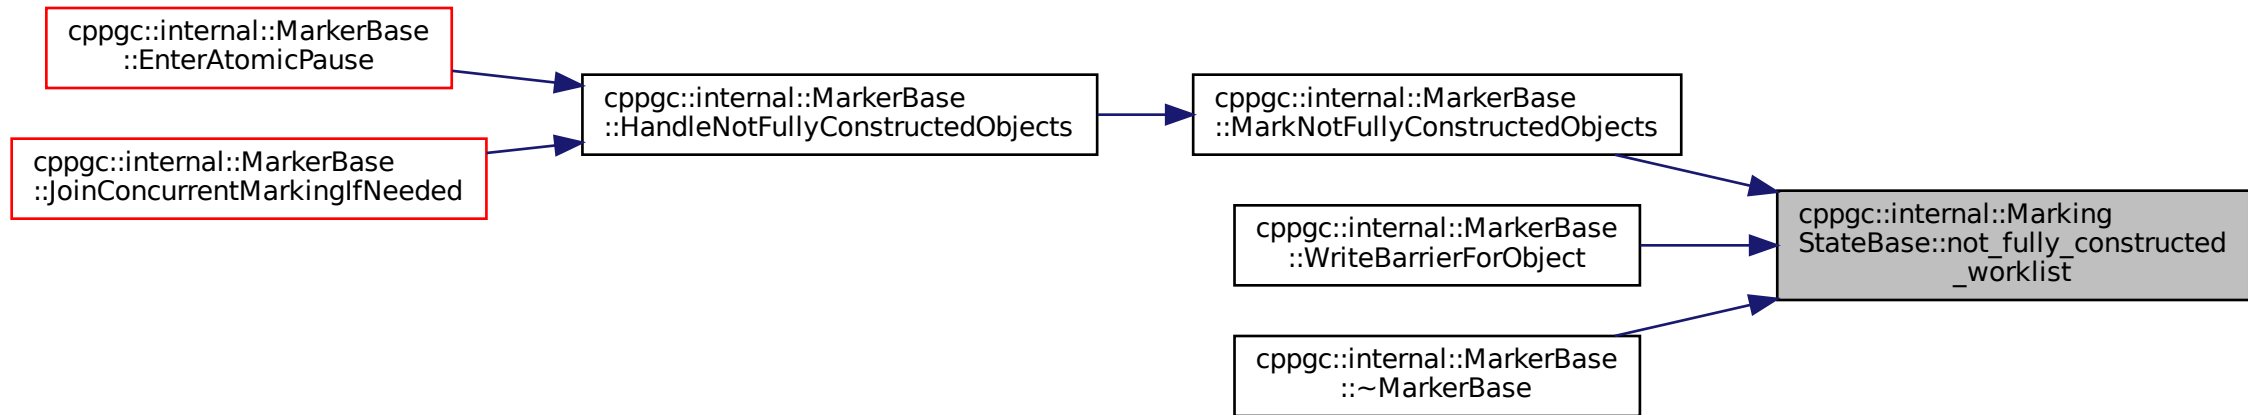 cppgc::internal::MarkerBase
::EnterAtomicPause
cppgc::internal::MarkerBase
::JoinConcurrentMarkingIfNeeded
cppgc::internal::MarkerBase
::HandleNotFullyConstructedObjects
cppgc::internal::MarkerBase
::MarkNotFullyConstructedObjects
cppgc::internal::MarkerBase
::WriteBarrierForObject
cppgc::internal::MarkerBase
::~MarkerBase
cppgc::internal::Marking
StateBase::not_fully_constructed
_worklist